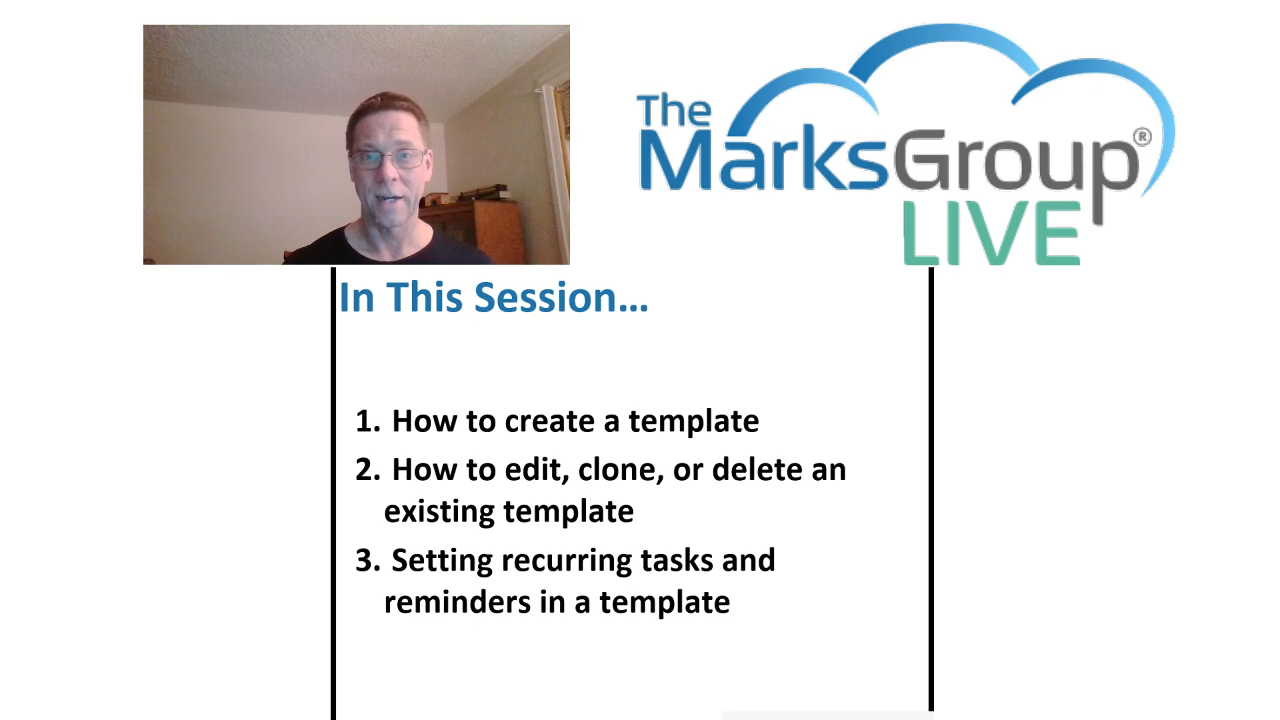 The
MarksGroup®
LIVE
In This Session...
1. How to create a template
2. How to edit, clone, or delete an
existing template
3. Setting recurring tasks and
reminders in a template